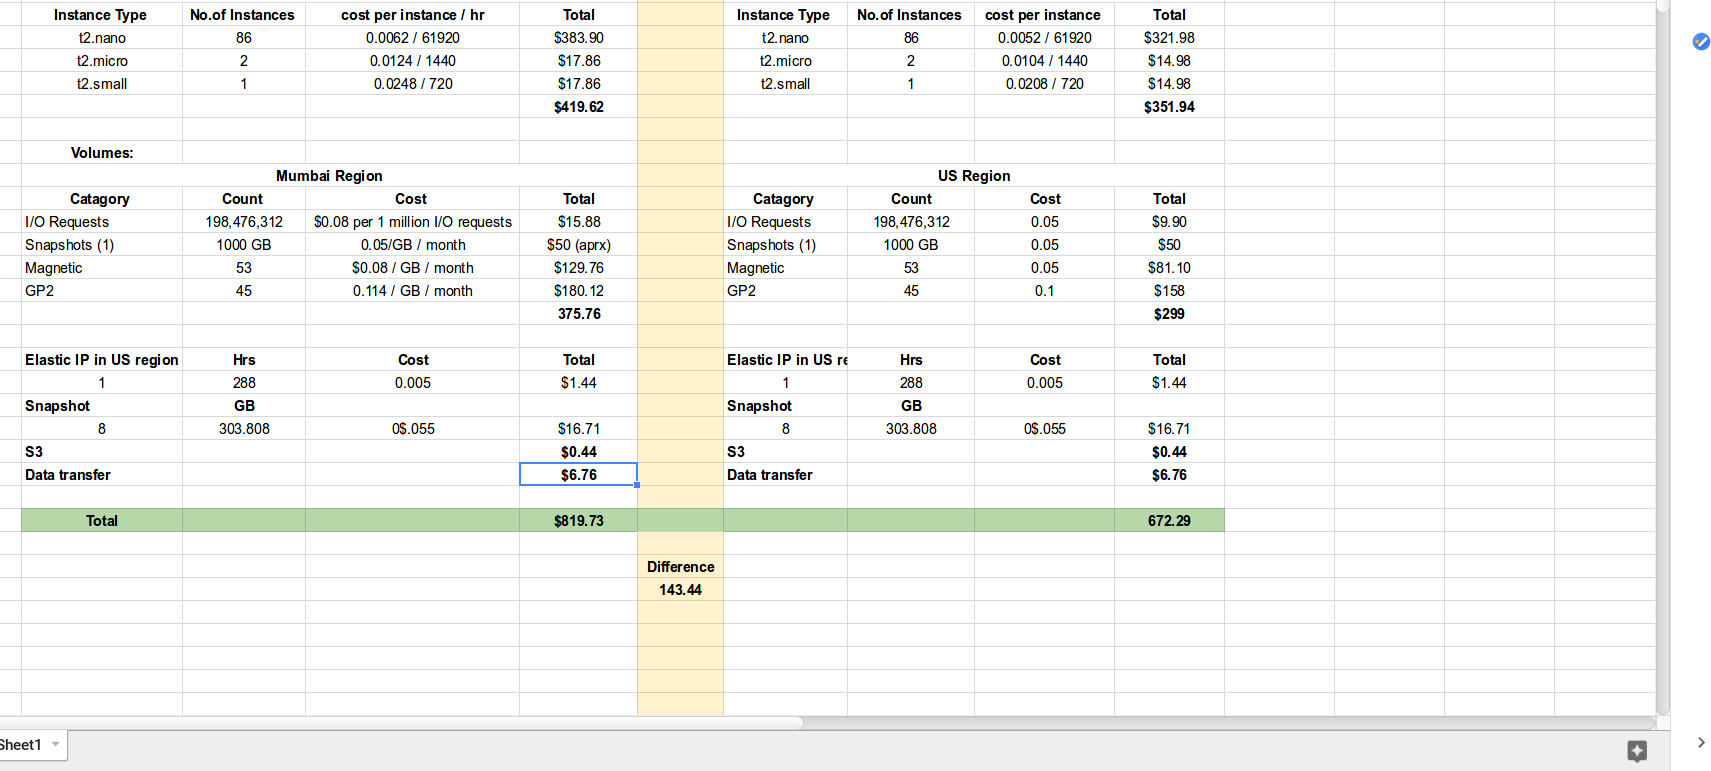 Instance Type No.of Instances cost per instance / hr Total Instance Type No.of Instances cost per instance Total
t2.nano 86 0.0062 / 61920 $383.90 t2.nano 86 0.0052 / 61920 $321.98
t2.micro 2 0.0124 / 1440 $17.86 t2.micro 2 0.0104 / 1440 $14.98
t2.small 1 0.0248 / 720 $17.86 t2.small 1 0.0208 / 720 $14.98
$419.62 $351.94
Volumes:
Mumbai Region US Region
Catagory Count Cost Total Catagory Count Cost Total
I/O Requests 198,476,312 $0.08 per 1 million I/O requests $15.88 I/O Requests 198,476,312 0.05 $9.90
Snapshots (1) 1000 GB 0.05/GB / month $50 (aprx) Snapshots (1) 1000 GB 0.05 $50
Magnetic 53 $0.08 / GB / month $129.76 Magnetic 53 0.05 $81.10
GP2 45 0.114 / GB / month $180.12 GP2 45 0.1 $158
375.76 $299
Elastic IP in US region Hrs Cost Total Elastic IP in US re Hrs Cost Total
1 288 0.005 $1.44 1 288 0.005 $1.44
Snapshot GB Snapshot GB
8 303.808 0$.055 $16.71 8 303.808 0$.055 $16.71
S3 $0.44 S3 $0.44
Data transfer $6.76 Data transfer $6.76
Total $819.73 672.29
Difference
143.44
Sheet1